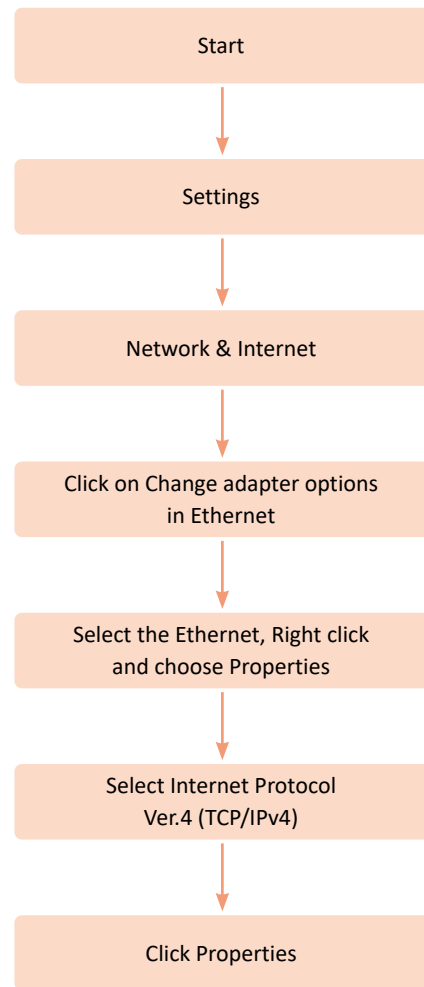 Start
Settings
Network & Internet
Click on Change adapter options
in Ethernet
Select the Ethernet, Right click
and choose Properties
Select Internet Protocol
Ver.4 (TCP/IPv4)
Click Properties